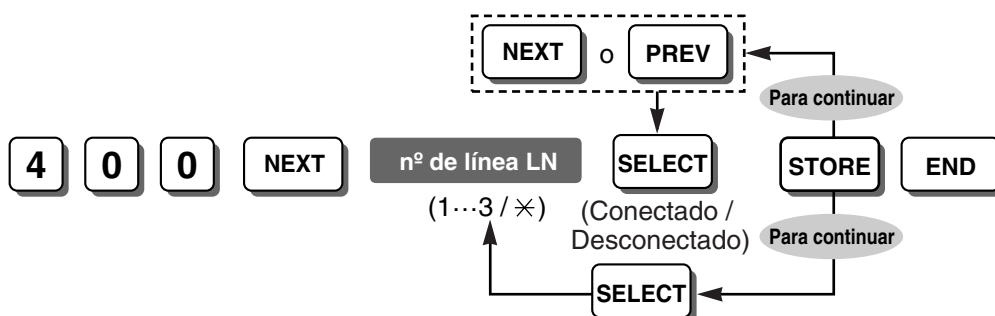 NEXT o PREV
Para continuar
4 0 0 NEXT nº de línea LN SELECT STORE END
(1···3 / ✳) (Conectado /
Desconectado)
Para continuar
SELECT